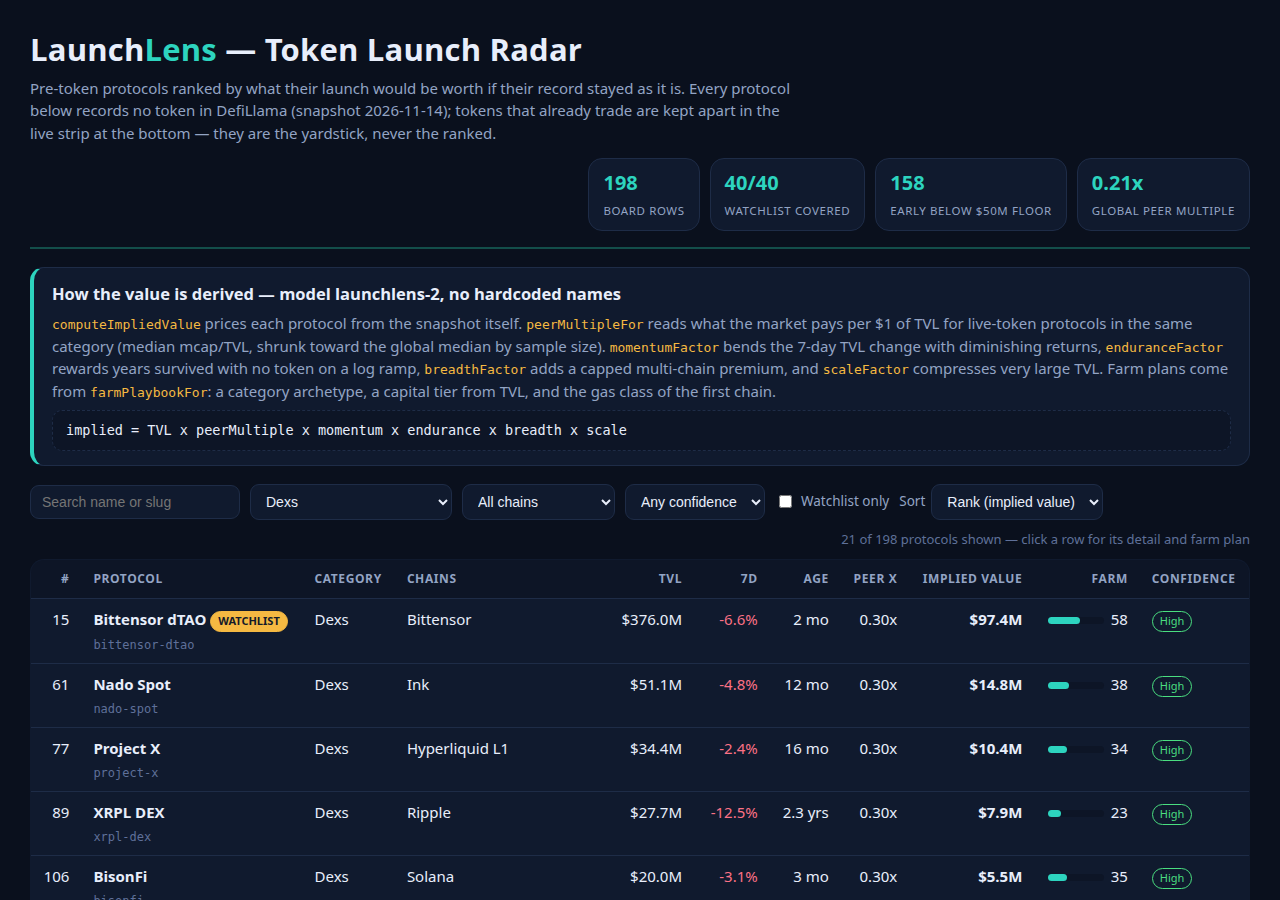 LaunchLens — Token Launch Radar
Pre-token protocols ranked by what their launch would be worth if their record stayed as it is. Every protocol
below records no token in DefiLlama (snapshot 2026-11-14); tokens that already trade are kept apart in the
live strip at the bottom — they are the yardstick, never the ranked.
198 40/40 158 0.21x
BOARD ROWS WATCHLIST COVERED EARLY BELOW $50M FLOOR GLOBAL PEER MULTIPLE
How the value is derived — model launchlens-2, no hardcoded names
computeImpliedValue prices each protocol from the snapshot itself. peerMultipleFor reads what the market pays per $1 of TVL for live-token protocols in the same
category (median mcap/TVL, shrunk toward the global median by sample size). momentumFactor bends the 7-day TVL change with diminishing returns, enduranceFactor
rewards years survived with no token on a log ramp, breadthFactor adds a capped multi-chain premium, and scaleFactor compresses very large TVL. Farm plans come
from farmPlaybookFor: a category archetype, a capital tier from TVL, and the gas class of the first chain.
implied = TVL x peerMultiple x momentum x endurance x breadth x scale
Search name or slug Dexs All chains Any confidence Watchlist only Sort Rank (implied value)
21 of 198 protocols shown — click a row for its detail and farm plan
# PROTOCOL CATEGORY CHAINS TVL 7D AGE PEER X IMPLIED VALUE FARM CONFIDENCE
15 Bittensor dTAO WATCHLIST Dexs Bittensor $376.0M -6.6% 2 mo 0.30x $97.4M 58 High
bittensor-dtao
61 Nado Spot Dexs Ink $51.1M -4.8% 12 mo 0.30x $14.8M 38 High
nado-spot
77 Project X Dexs Hyperliquid L1 $34.4M -2.4% 16 mo 0.30x $10.4M 34 High
project-x
89 XRPL DEX Dexs Ripple $27.7M -12.5% 2.3 yrs 0.30x $7.9M 23 High
xrpl-dex
106 BisonFi Dexs Solana $20.0M -3.1% 3 mo 0.30x $5.5M 35 High